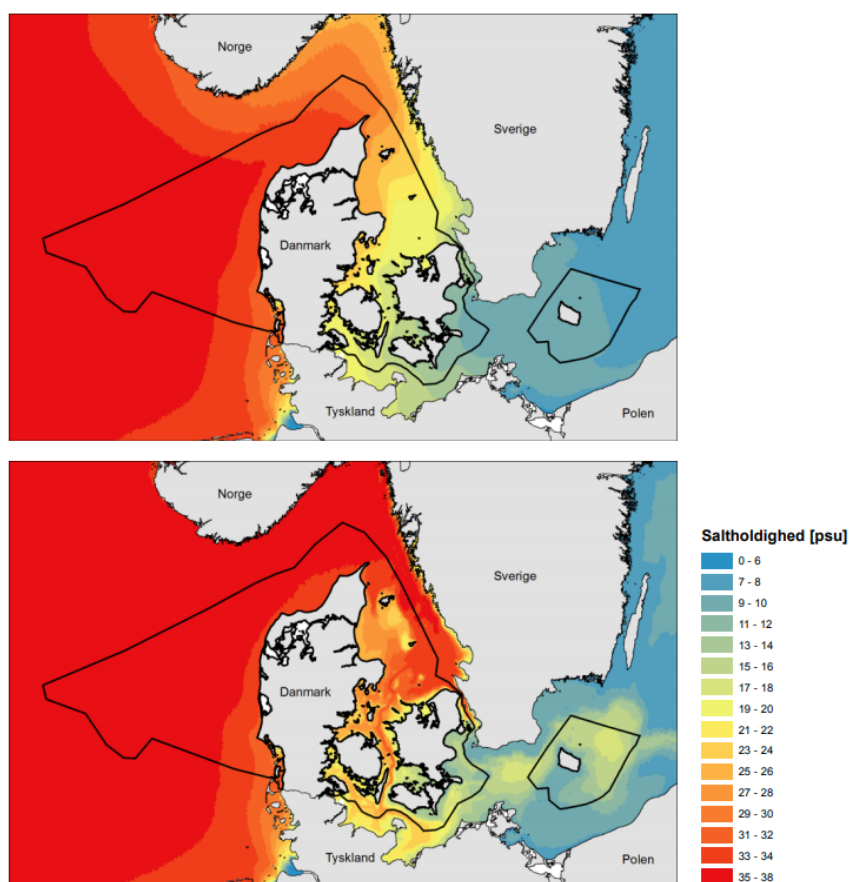 Norge
Sverige
Danmark
Tyskland
Polen
Norge
Sverige
Danmark
Tyskland
Polen
Saltholdighed [psu]
0 - 6
7 - 8
9 - 10
11 - 12
13 - 14
15 - 16
17 - 18
19 - 20
21 - 22
23 - 24
25 - 26
27 - 28
29 - 30
31 - 32
33 - 34
35 - 38